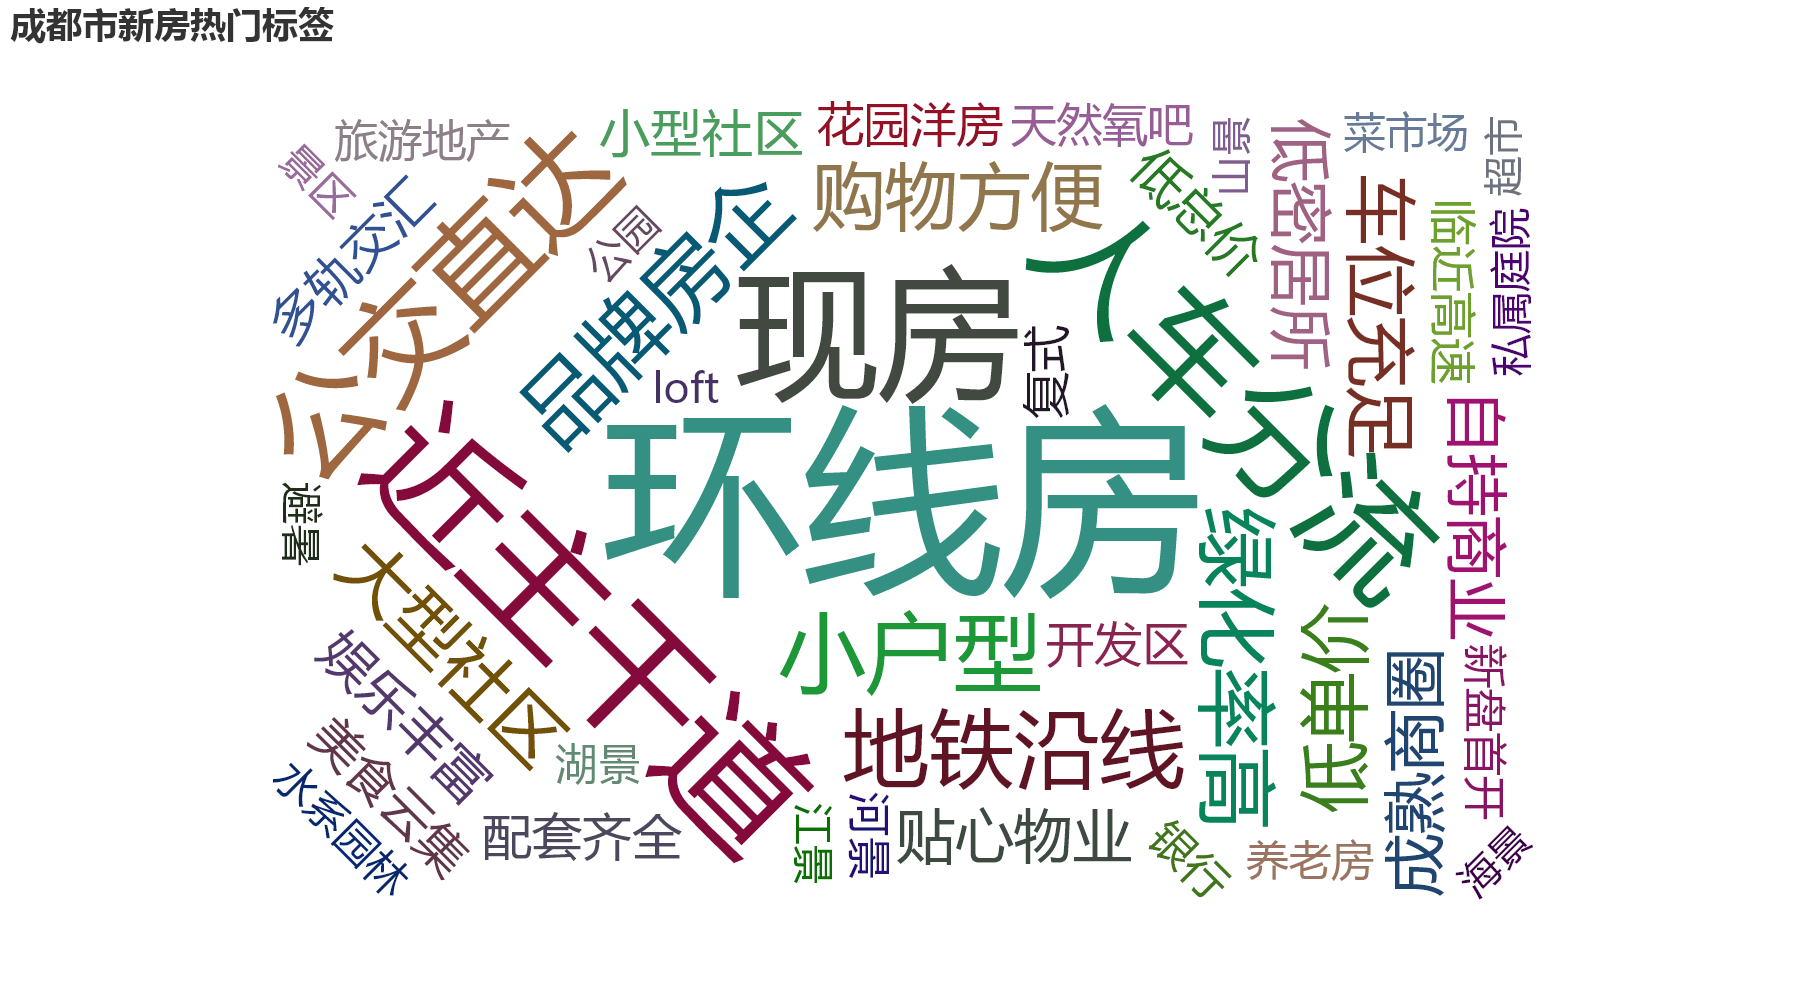 成都市新房热门标签
旅游地产
小型社区
花园洋房
天然氧吧
山景
低密居所
菜市场
超市
景区
多轨交汇
公交直达
公园
品牌房企
购物方便
低总价
车位充足
临近高速
私属庭院
现房
人车分流
loft
复式
环线房
近主干道
自持商业
避暑
大型社区
绿化率高
低单价
小户型
开发区
新盘首开
成熟商圈
娱乐丰富
美食云集
水系园林
湖景
地铁沿线
配套齐全
江景
河景
贴心物业
银行
养老房
海景